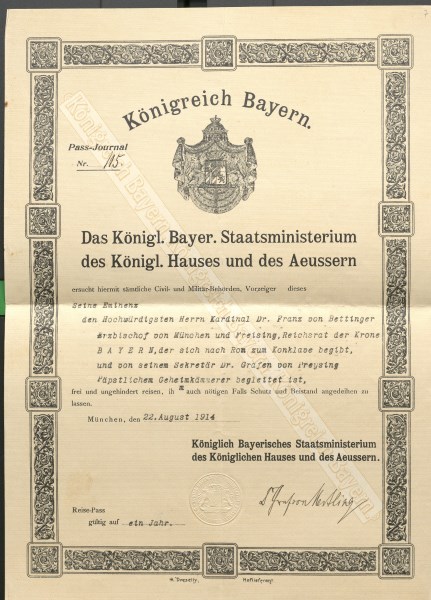 Königreich Bayern.
Pass-Journal
Nr. 115.
Das Königl. Bayer. Staatsministerium
des Königl. Hauses und des Aeussern
ersucht hiermit sämtliche Civil- und Militär-Behörden, Vorzeiger dieses
Seine Eminenz
den Hochwürdigsten Herrn Kardinal Dr. Franz von Bettinger
Erzbischof von München und Freising, Reichsrat der Krone
BAYERN, der sich nach Rom zum Konklave begibt,
und von seinem Sekretär Dr. Grafen von Preysing
Päpstlichem Geheimkämmerer begleitet ist,
frei und ungehindert reisen, ihm auch nötigen Falls Schutz und Beistand angedeihen zu
lassen.
München, den 22. August 1914
Königlich Bayerisches Staatsministerium
des Königlichen Hauses und des Aeussern.
Reise-Pass
gültig auf ein Jahr.